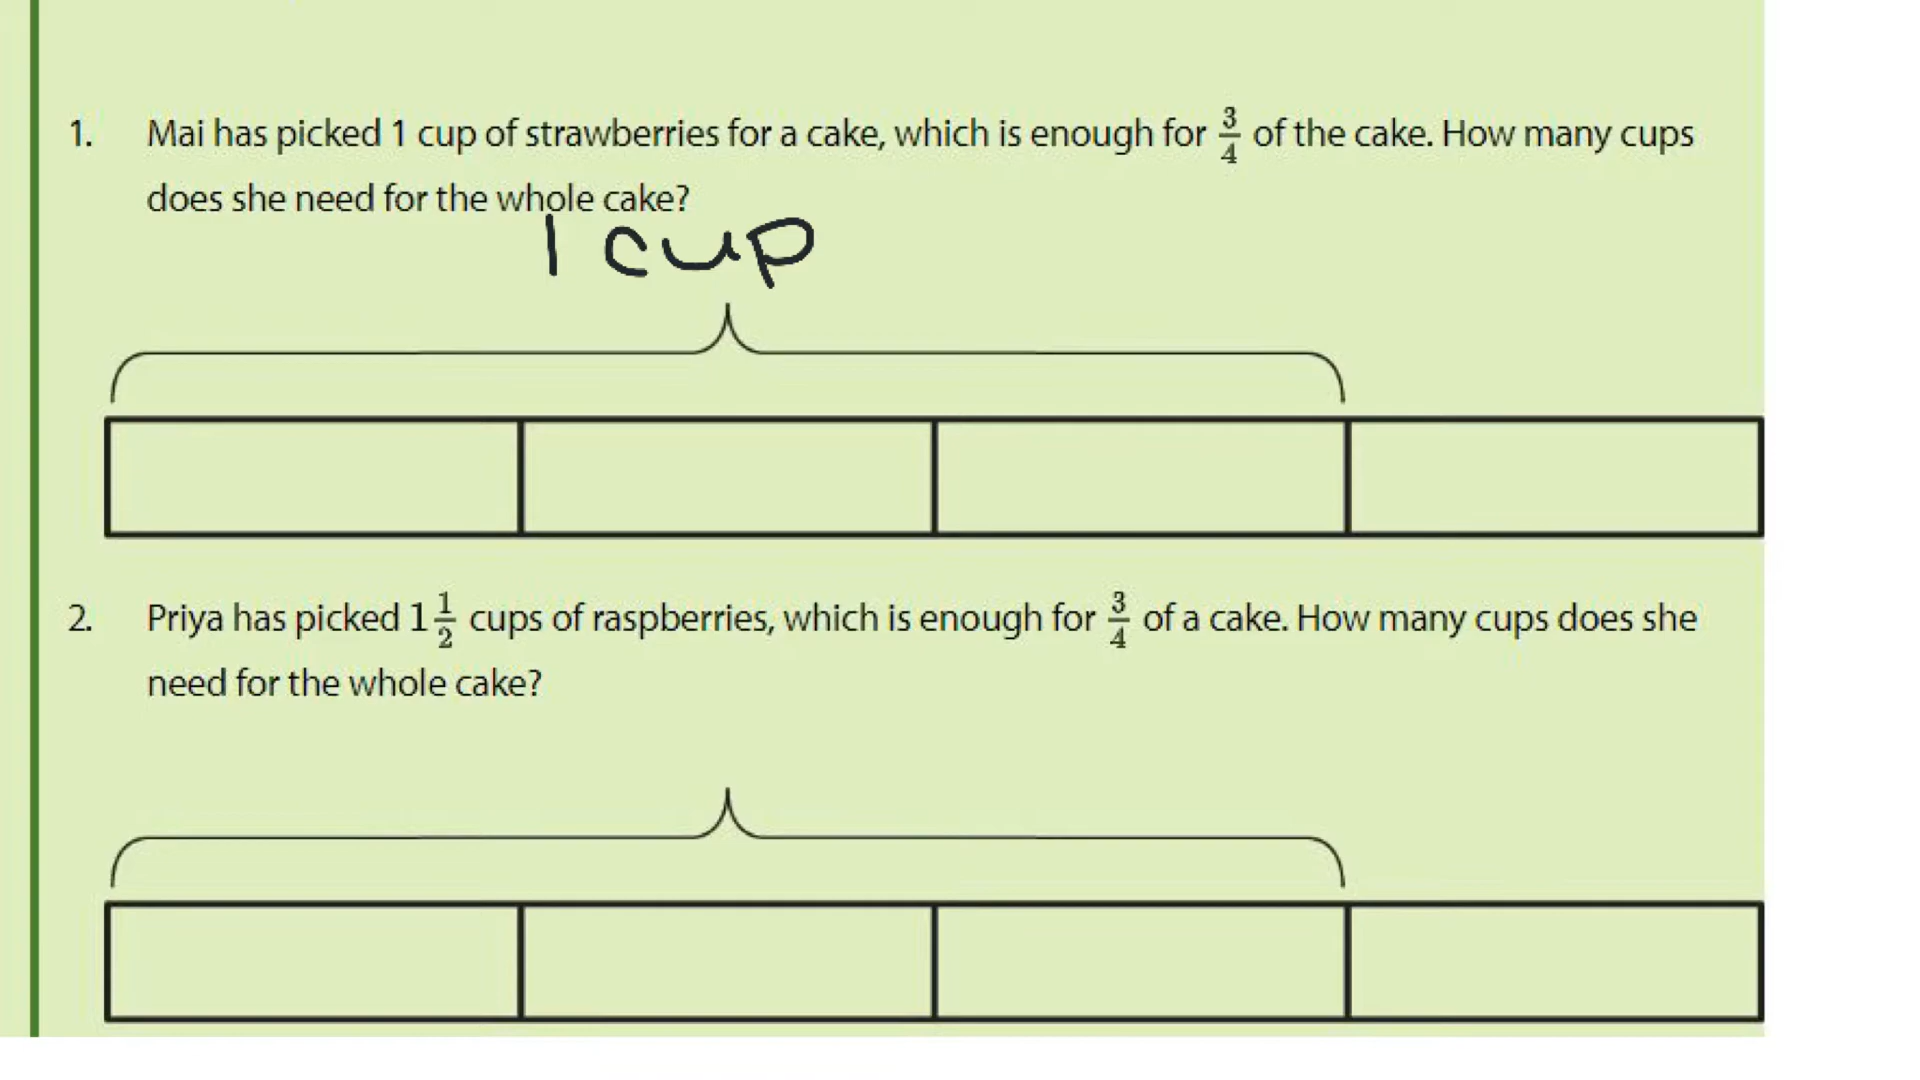 1. Mai has picked 1 cup of strawberries for a cake, which is enough for 3/4 of the cake. How many cups
does she need for the whole cake?
1 cup
2. Priya has picked 1 1/2 cups of raspberries, which is enough for 3/4 of a cake. How many cups does she
need for the whole cake?